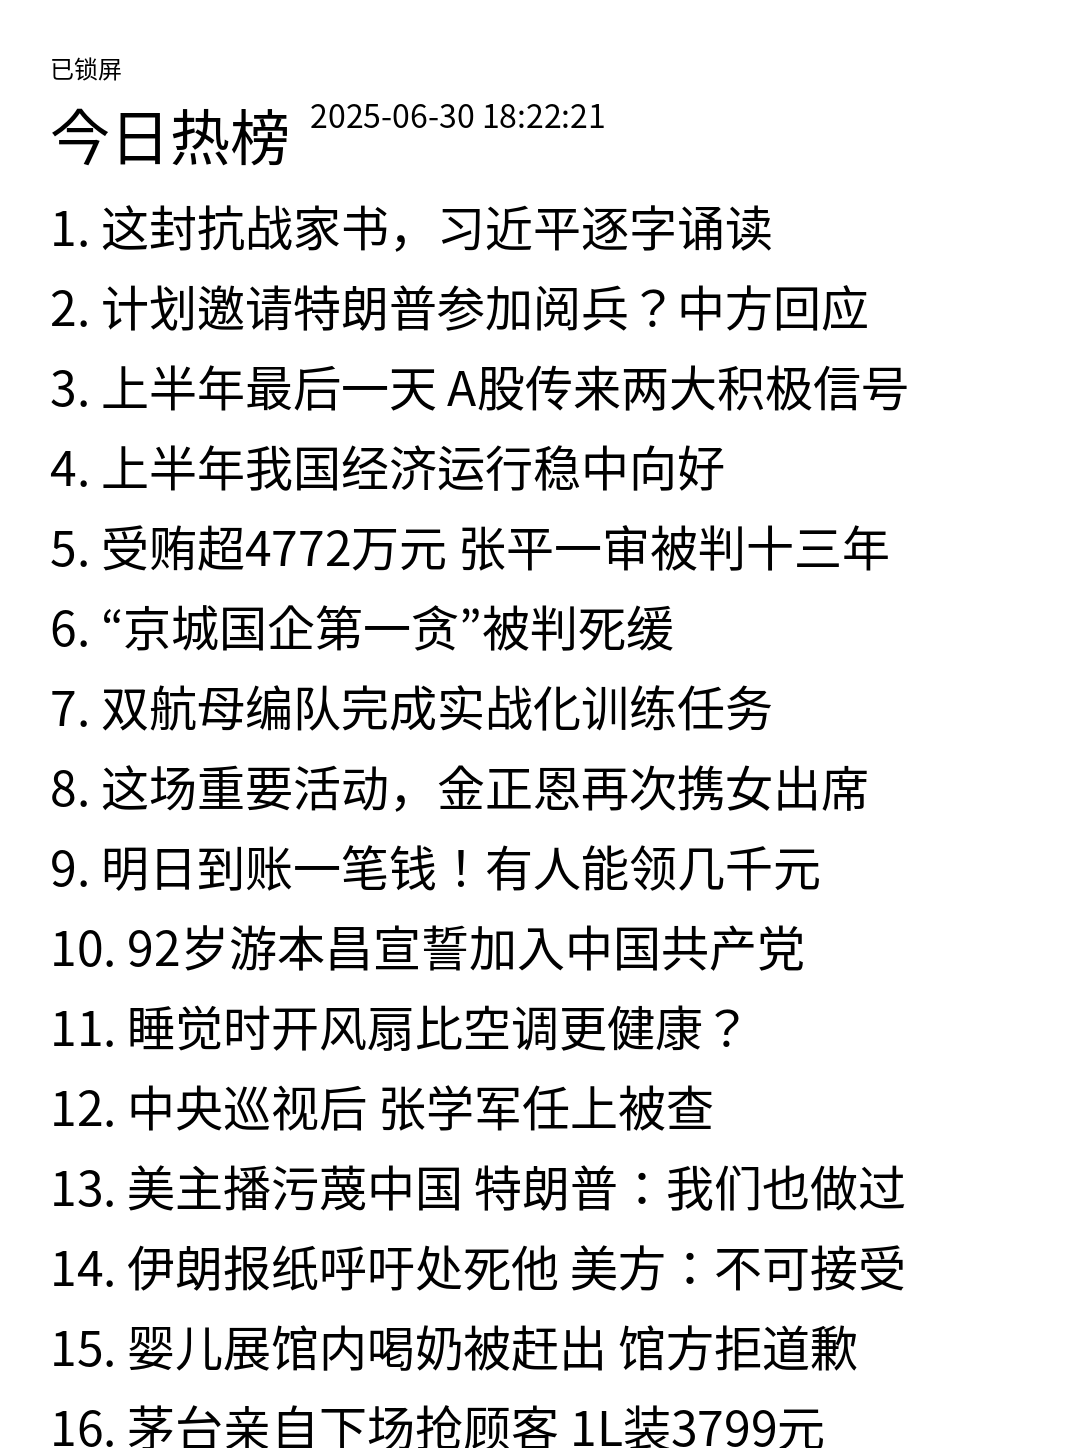 已锁屏
今日热榜 2025-06-30 18:22:21
1. 这封抗战家书，习近平逐字诵读
2. 计划邀请特朗普参加阅兵？中方回应
3. 上半年最后一天 A股传来两大积极信号
4. 上半年我国经济运行稳中向好
5. 受贿超4772万元 张平一审被判十三年
6. “京城国企第一贪”被判死缓
7. 双航母编队完成实战化训练任务
8. 这场重要活动，金正恩再次携女出席
9. 明日到账一笔钱！有人能领几千元
10. 92岁游本昌宣誓加入中国共产党
11. 睡觉时开风扇比空调更健康？
12. 中央巡视后 张学军任上被查
13. 美主播污蔑中国 特朗普：我们也做过
14. 伊朗报纸呼吁处死他 美方：不可接受
15. 婴儿展馆内喝奶被赶出 馆方拒道歉
16. 茅台亲自下场抢顾客 1L装3799元